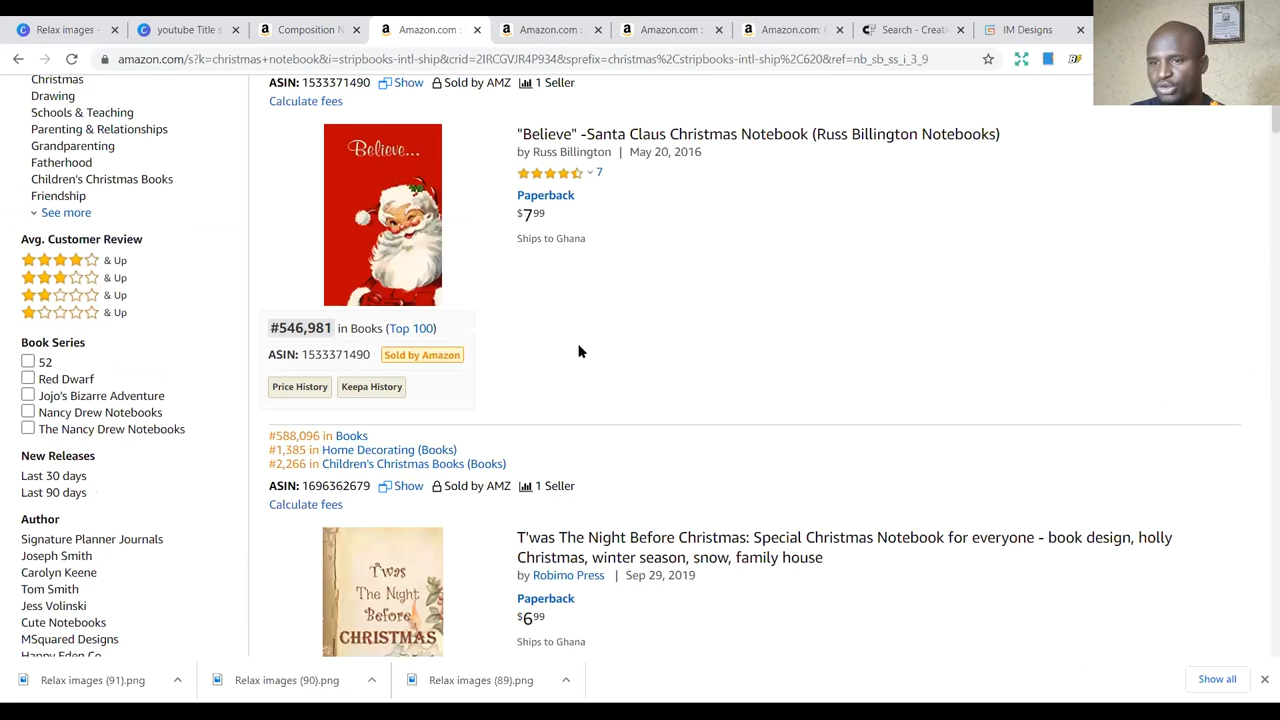 Relax images -
youtube Title s
Composition N
Amazon.com :
Amazon.com :
Amazon.com :
Amazon.com: C
Search - Creati
IM Designs
amazon.com/s?k=christmas+notebook&i=stripbooks-intl-ship&crid=2IRCGVJR4P934&sprefix=christmas%2Cstripbooks-intl-ship%2C620&ref=nb_sb_ss_i_3_9
Christmas
Drawing
Schools & Teaching
Parenting & Relationships
Grandparenting
Fatherhood
Children's Christmas Books
Friendship
See more
Avg. Customer Review
& Up
& Up
& Up
& Up
Book Series
52
Red Dwarf
Jojo's Bizarre Adventure
Nancy Drew Notebooks
The Nancy Drew Notebooks
New Releases
Last 30 days
Last 90 days
Author
Signature Planner Journals
Joseph Smith
Carolyn Keene
Tom Smith
Jess Volinski
Cute Notebooks
MSquared Designs
Happy Eden Co.
ASIN: 1533371490 Show Sold by AMZ 1 Seller
Calculate fees
Believe...
"Believe" -Santa Claus Christmas Notebook (Russ Billington Notebooks)
by Russ Billington | May 20, 2016
7
Paperback
$7 99
Ships to Ghana
#546,981 in Books (Top 100)
ASIN: 1533371490 Sold by Amazon
Price History Keepa History
#588,096 in Books
#1,385 in Home Decorating (Books)
#2,266 in Children's Christmas Books (Books)
ASIN: 1696362679 Show Sold by AMZ 1 Seller
Calculate fees
T'was
The Night
Before
CHRISTMAS
T'was The Night Before Christmas: Special Christmas Notebook for everyone - book design, holly
Christmas, winter season, snow, family house
by Robimo Press | Sep 29, 2019
Paperback
$6 99
Ships to Ghana
Relax images (91).png
Relax images (90).png
Relax images (89).png
Show all